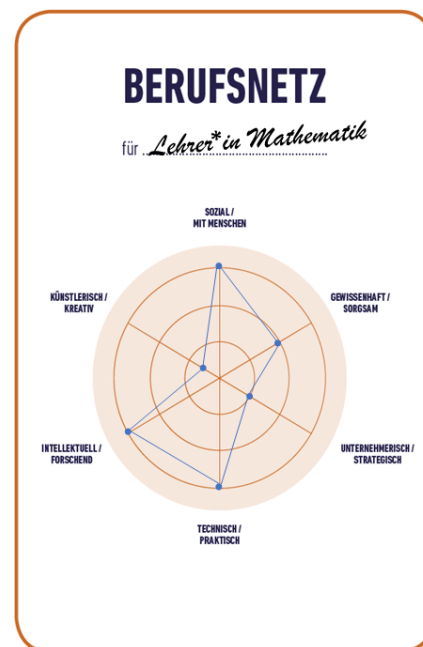 BERUFSNETZ
für Lehrer*in Mathematik
SOZIAL /
MIT MENSCHEN
KÜNSTLERISCH /
KREATIV
GEWISSENHAFT /
SORGSAM
INTELLEKTUELL /
FORSCHEND
UNTERNEHMERISCH /
STRATEGISCH
TECHNISCH /
PRAKTISCH